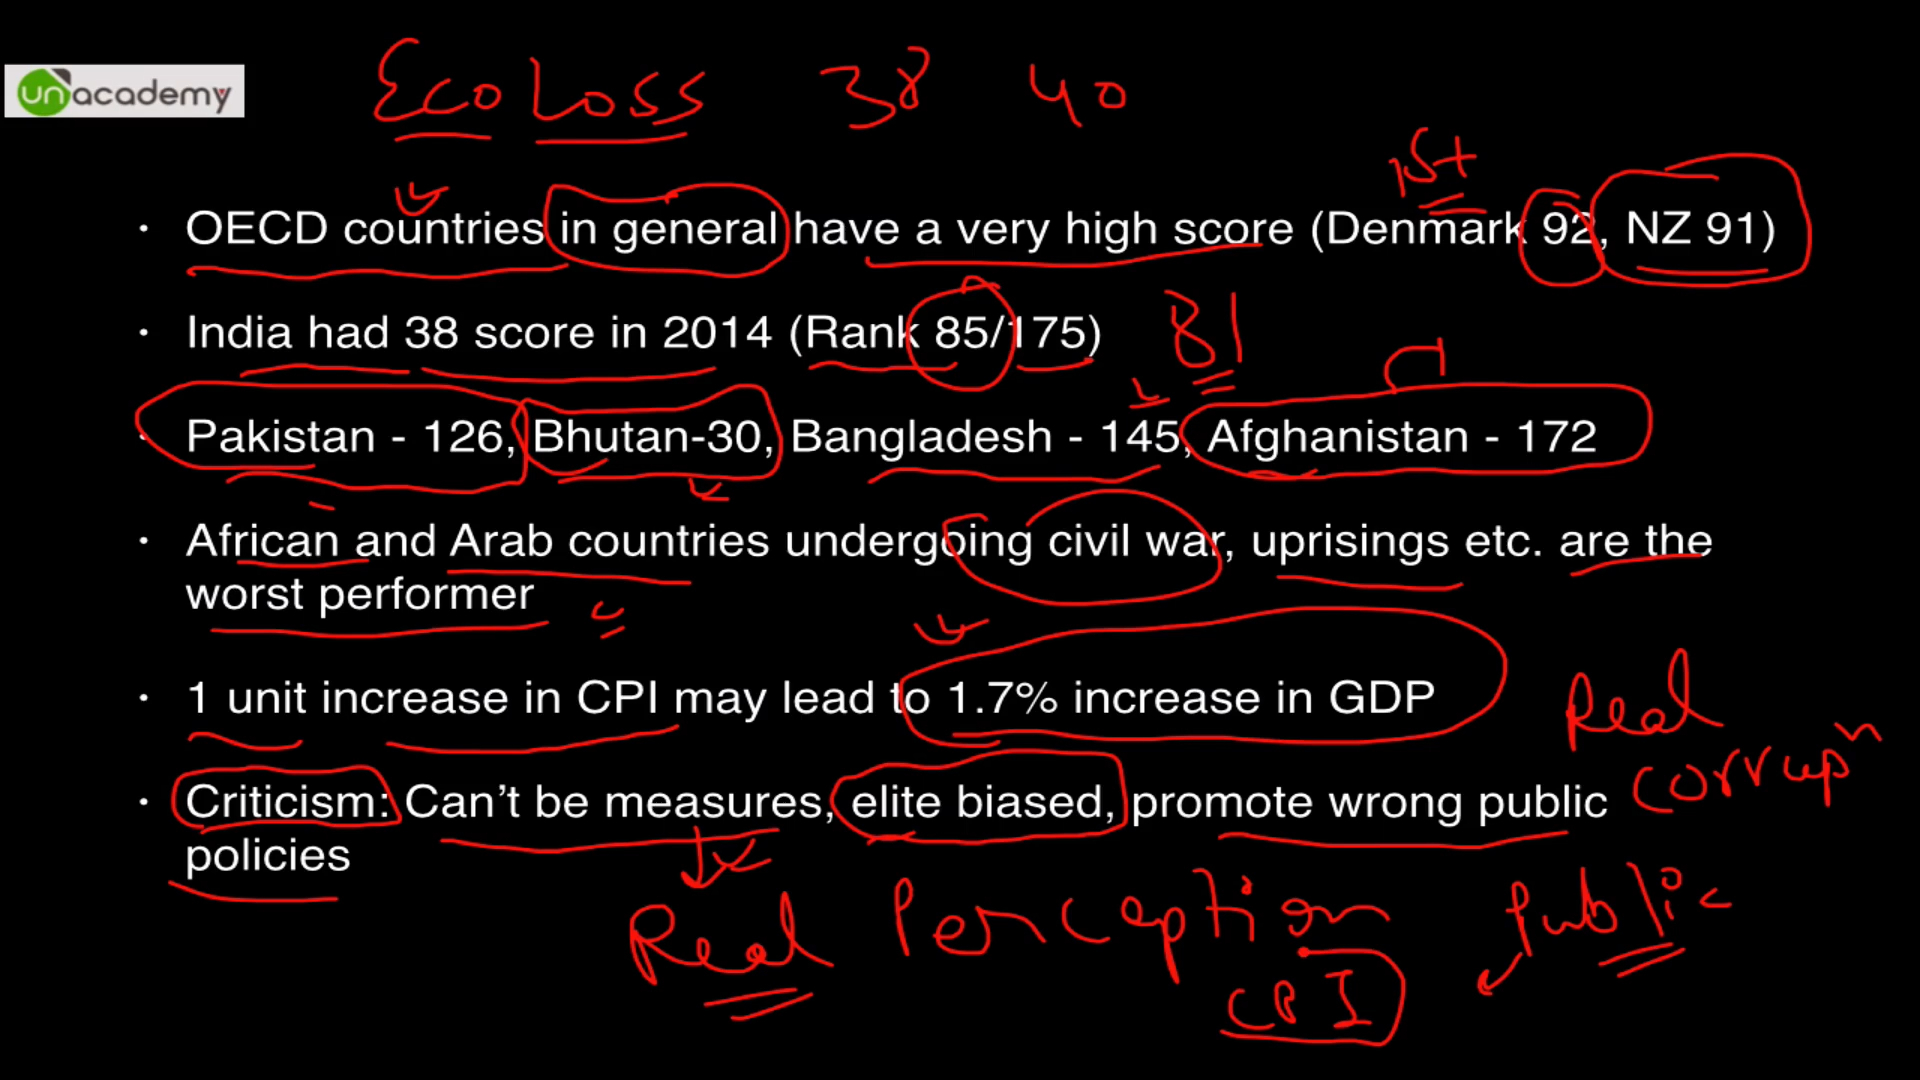 unacademy
Eco Loss 38 40
1st
• OECD countries in general have a very high score (Denmark 92, NZ 91)
• India had 38 score in 2014 (Rank 85/175) 81
• Pakistan - 126, Bhutan-30, Bangladesh - 145, Afghanistan - 172
• African and Arab countries undergoing civil war, uprisings etc. are the
worst performer
• 1 unit increase in CPI may lead to 1.7% increase in GDP
Real
corrupn
• Criticism: Can't be measures, elite biased, promote wrong public
policies
Real Perception Public
CPI